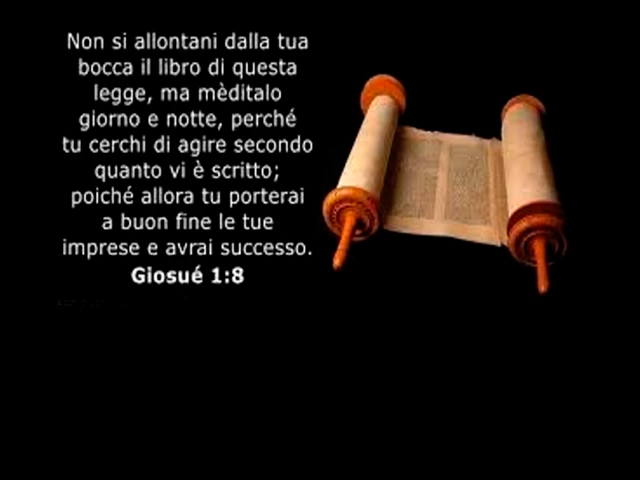 Non si allontani dalla tua
bocca il libro di questa
legge, ma mèditalo
giorno e notte, perché
tu cerchi di agire secondo
quanto vi è scritto;
poiché allora tu porterai
a buon fine le tue
imprese e avrai successo.
Giosué 1:8